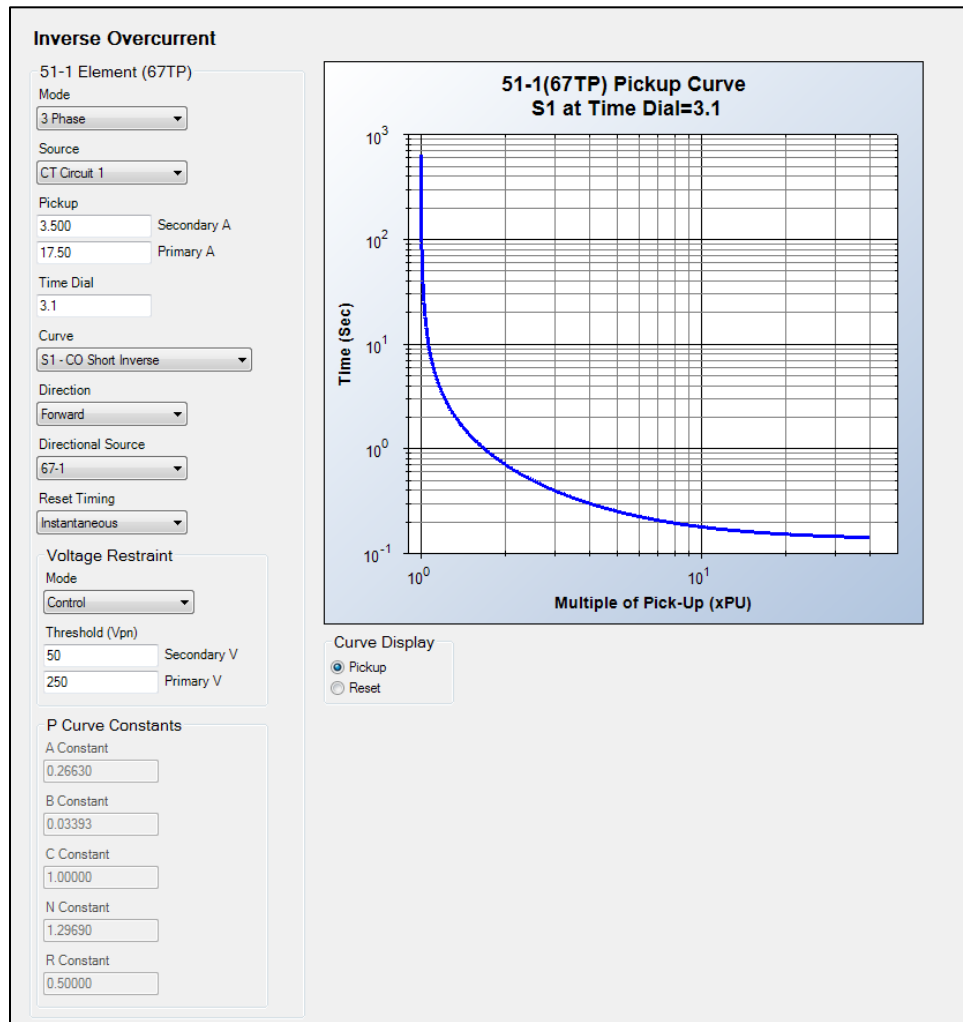 Inverse Overcurrent
51-1 Element (67TP)
Mode
3 Phase
Source
CT Circuit 1
Pickup
3.500 Secondary A
17.50 Primary A
Time Dial
3.1
Curve
S1 - CO Short Inverse
Direction
Forward
Directional Source
67-1
Reset Timing
Instantaneous
Voltage Restraint
Mode
Control
Threshold (Vpn)
50 Secondary V
250 Primary V
P Curve Constants
A Constant
0.26630
B Constant
0.03393
C Constant
1.00000
N Constant
1.29690
R Constant
0.50000
51-1(67TP) Pickup Curve
S1 at Time Dial=3.1
Time (Sec)
10³
10²
10¹
10⁰
10⁻¹
10⁰ 10¹
Multiple of Pick-Up (xPU)
Curve Display
Pickup
Reset